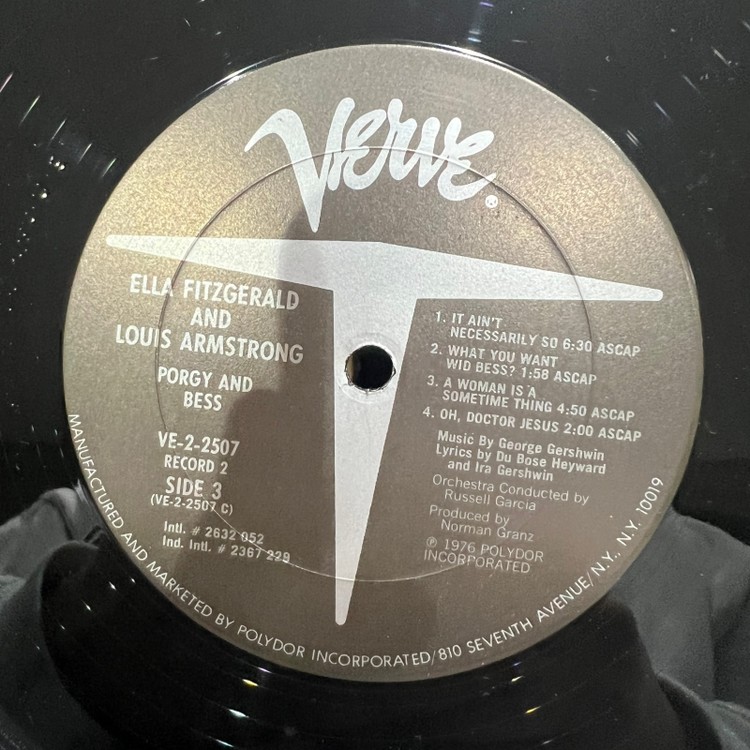 Verve®
ELLA FITZGERALD
AND
LOUIS ARMSTRONG
PORGY AND
BESS
VE-2-2507
RECORD 2
SIDE 3
(VE-2-2507 C)
Intl. # 2632 052
Ind. Intl. # 2367 229
1. IT AIN'T
NECESSARILY SO 6:30 ASCAP
2. WHAT YOU WANT
WID BESS? 1:58 ASCAP
3. A WOMAN IS A
SOMETIME THING 4:50 ASCAP
4. OH, DOCTOR JESUS 2:00 ASCAP
Music By George Gershwin
Lyrics by Du Bose Heyward
and Ira Gershwin
Orchestra Conducted by
Russell Garcia
Produced by
Norman Granz
℗ 1976 POLYDOR
INCORPORATED
MANUFACTURED AND MARKETED BY POLYDOR INCORPORATED/810 SEVENTH AVENUE/N.Y., N.Y. 10019